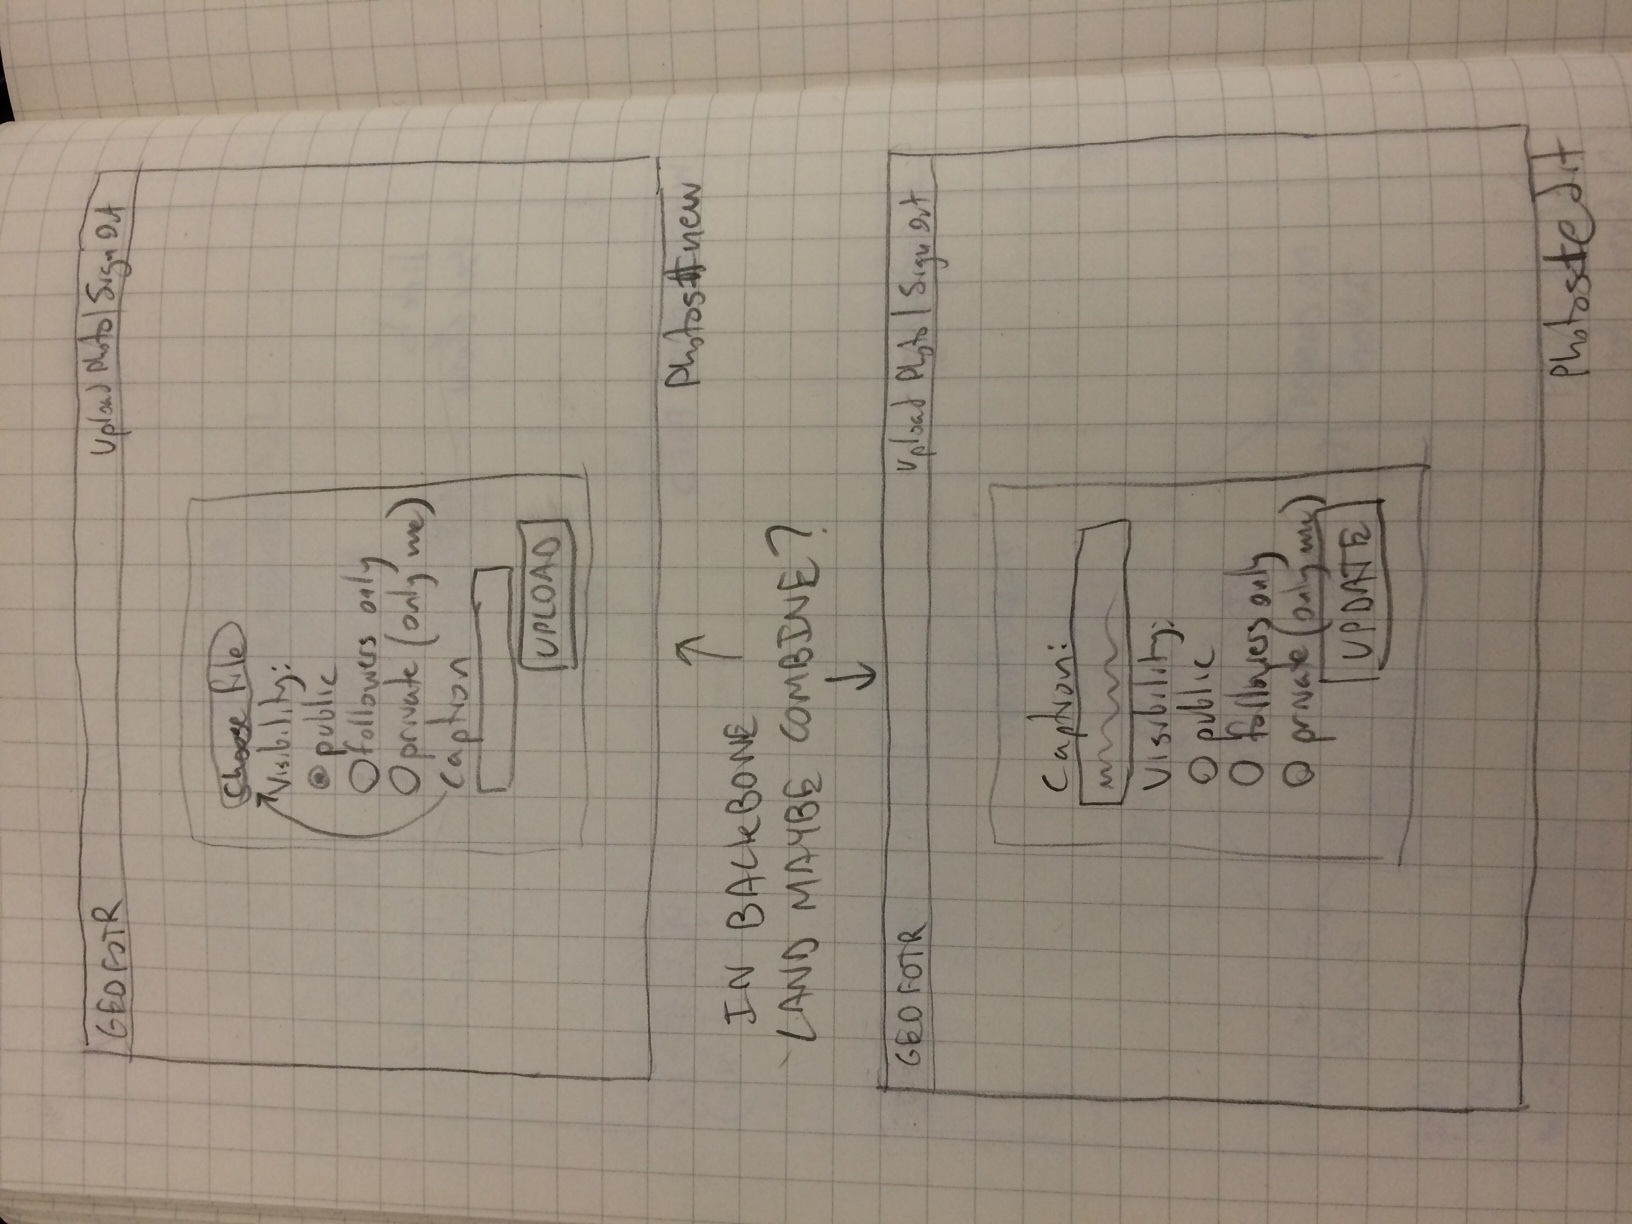 GEOFOTR
Upload Photo | Sign Out
Choose File
Visibility:
public
followers only
private (only me)
Caption
UPLOAD
Photos#new
IN BACKBONE
LAND MAYBE COMBINE?
GEOFOTR
Upload Photo | Sign Out
Caption:
Visibility:
public
followers only
private (only me)
UPDATE
Photos#edit